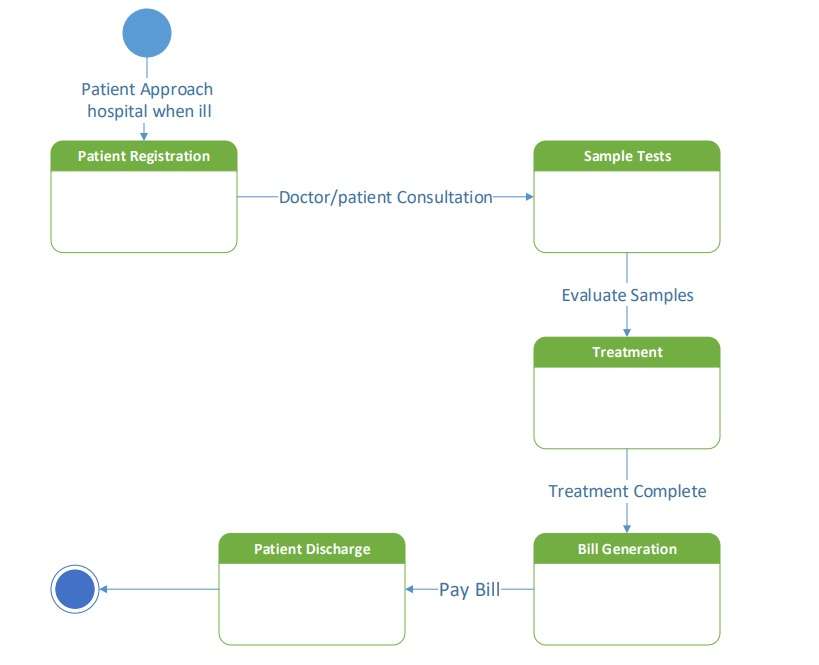 Patient Approach
hospital when ill
Patient Registration
Doctor/patient Consultation
Sample Tests
Evaluate Samples
Treatment
Treatment Complete
Bill Generation
Pay Bill
Patient Discharge